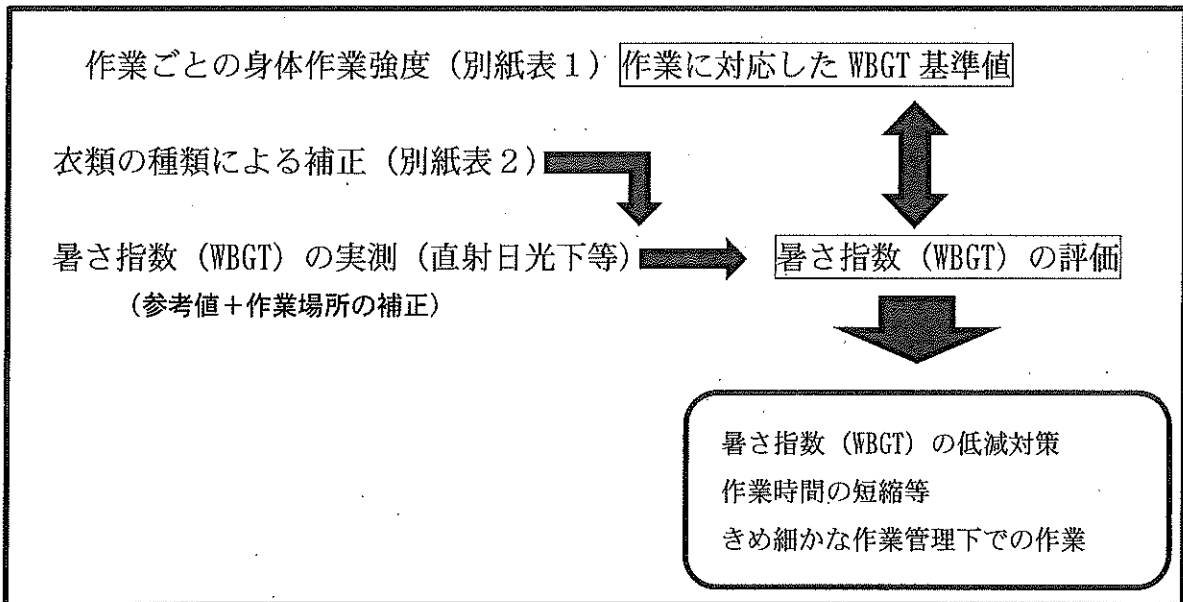 作業ごとの身体作業強度（別紙表１）作業に対応した WBGT 基準値
衣類の種類による補正（別紙表２）
暑さ指数（WBGT）の実測（直射日光下等）
暑さ指数（WBGT）の評価
（参考値＋作業場所の補正）
暑さ指数（WBGT）の低減対策
作業時間の短縮等
きめ細かな作業管理下での作業